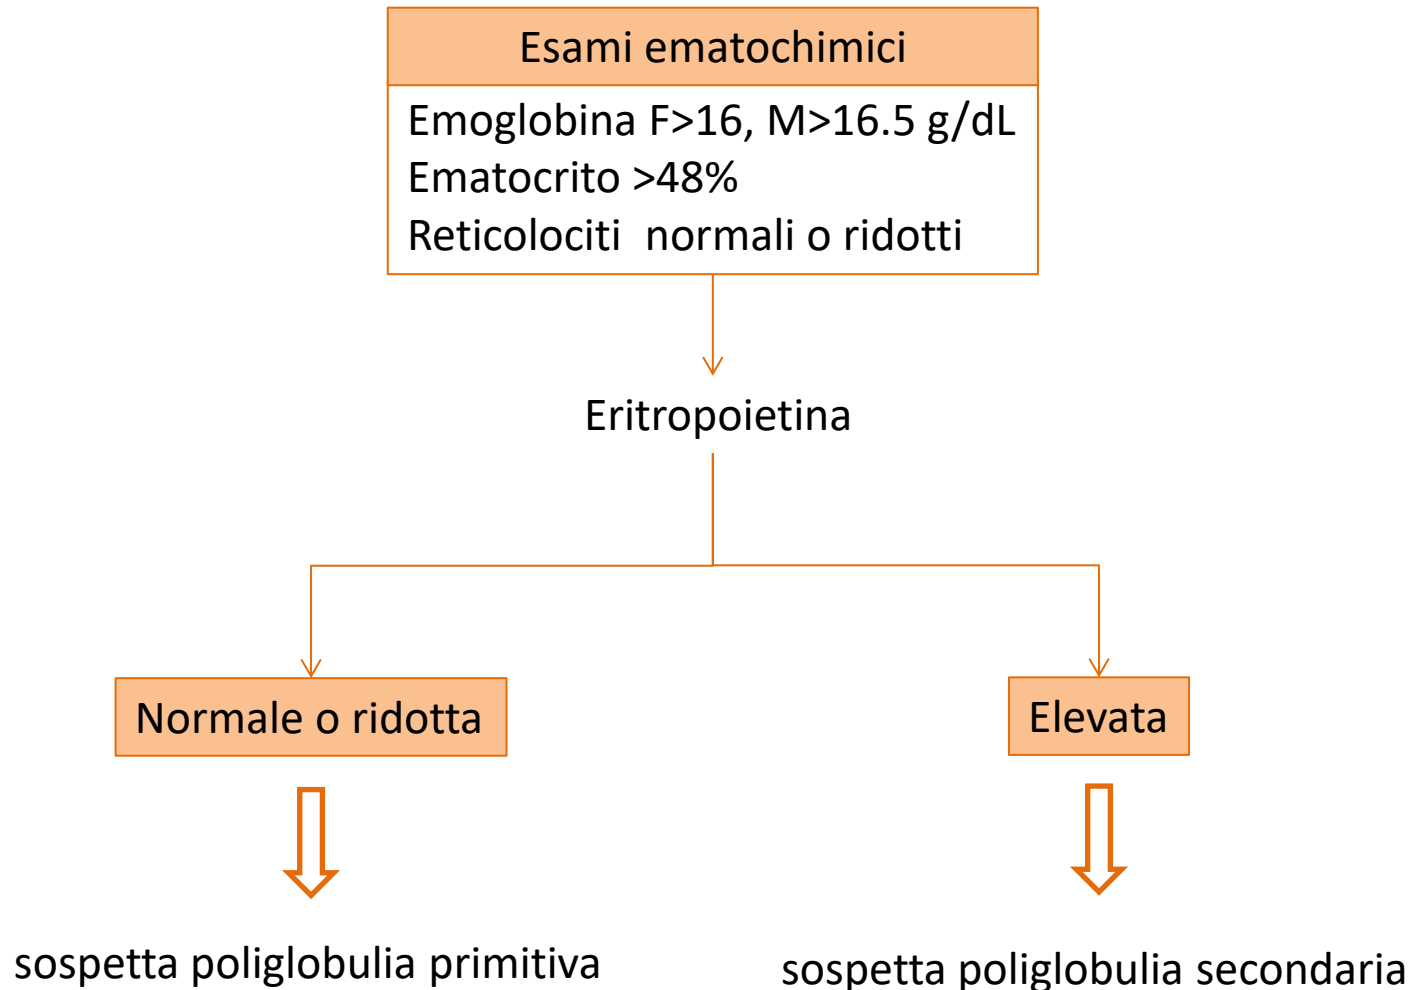 Esami ematochimici
Emoglobina F>16, M>16.5 g/dL
Ematocrito >48%
Reticolociti normali o ridotti
Eritropoietina
Normale o ridotta
Elevata
sospetta poliglobulia primitiva
sospetta poliglobulia secondaria